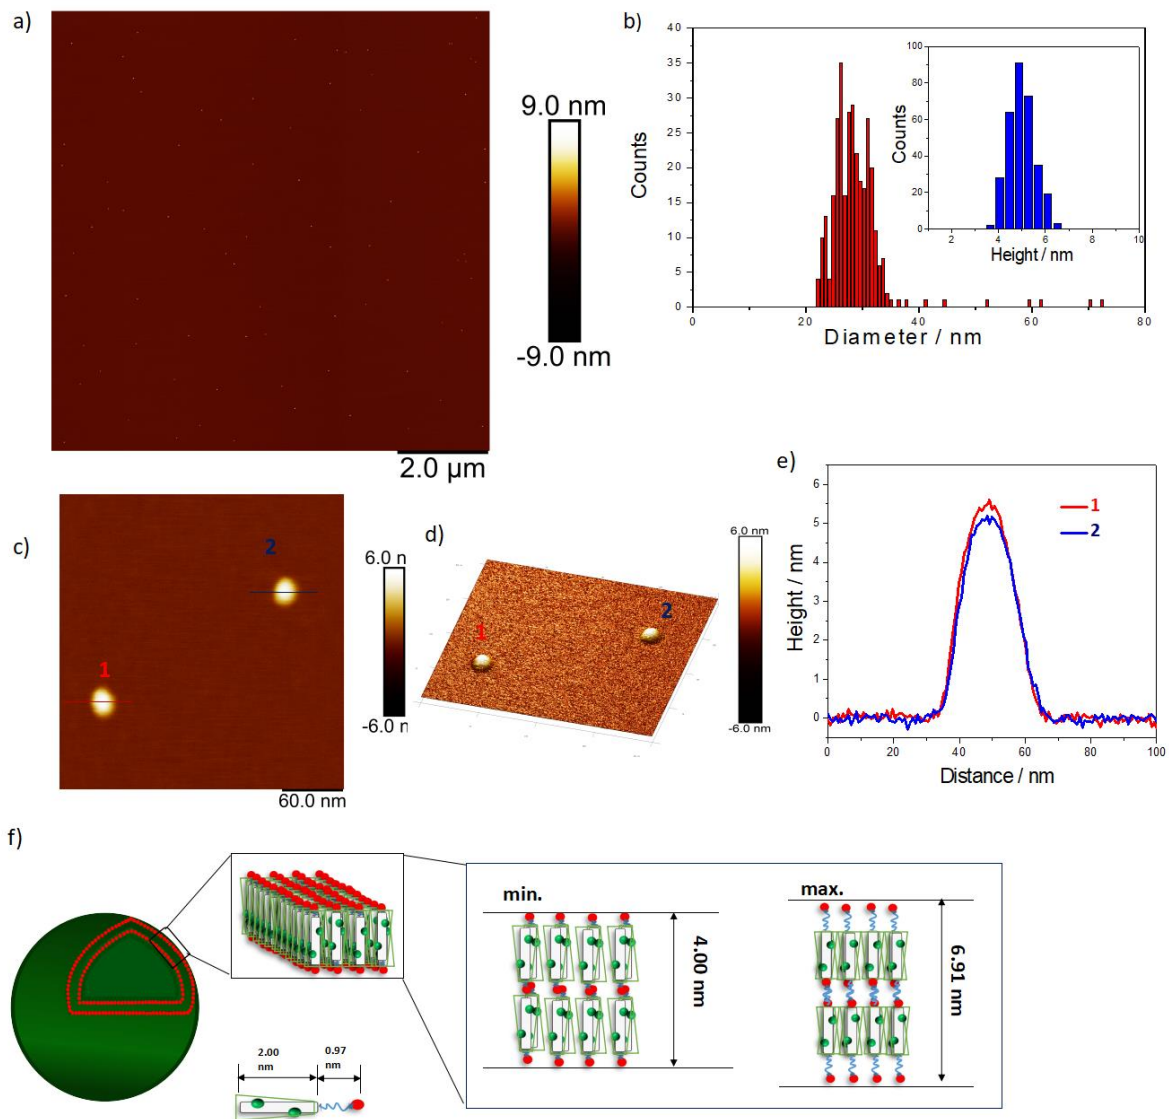 a)
9.0 nm
-9.0 nm
2.0 µm
b)
40
35
30
25
20
15
10
5
0
Counts
0
20
40
60
80
Diameter / nm
100
80
60
40
20
0
Counts
2
4
6
8
10
Height / nm
c)
2
1
6.0 n
-6.0 n
60.0 nm
d)
1
2
6.0 nm
-6.0 nm
e)
6
5
4
3
2
1
0
Height / nm
1
2
0
20
40
60
80
100
Distance / nm
f)
2.00
nm
0.97
nm
min.
4.00 nm
max.
6.91 nm